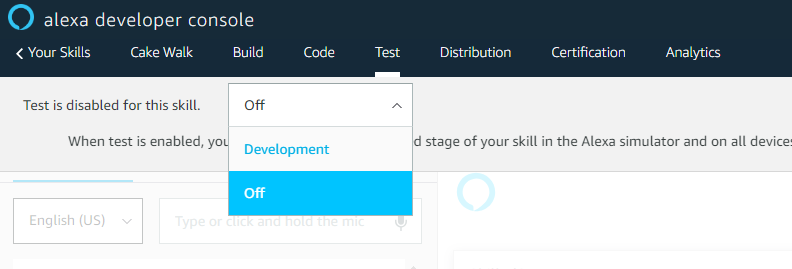 alexa developer console
Your Skills Cake Walk Build Code Test Distribution Certification Analytics
Test is disabled for this skill. Off
When test is enabled, you d stage of your skill in the Alexa simulator and on all devices
Development
Off
English (US) Type or click and hold the mic